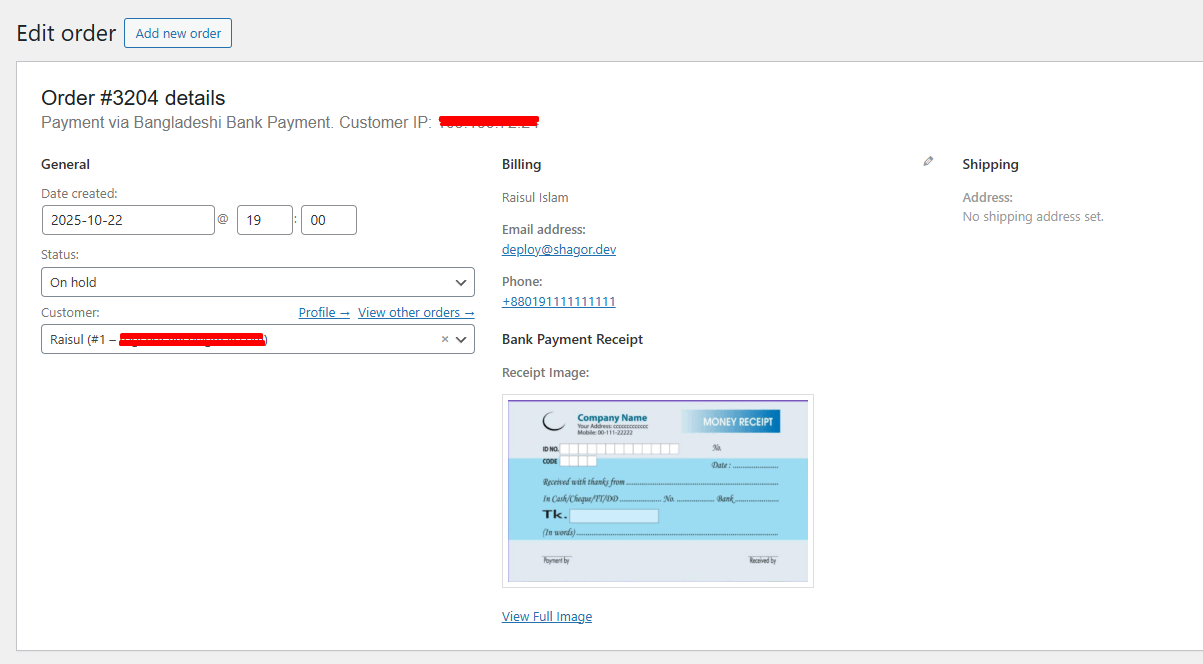 Edit order
Add new order
Order #3204 details
Payment via Bangladeshi Bank Payment. Customer IP:
General
Date created:
2025-10-22 @ 19 : 00
Status:
On hold
Customer:
Profile →
View other orders →
Raisul (#1 – )
×
Billing
Raisul Islam
Email address:
deploy@shagor.dev
Phone:
+880191111111111
Bank Payment Receipt
Receipt Image:
Company Name
Your Address: cccccccccccc
Mobile: 00-111-22222
MONEY RECEIPT
ID NO.
No.
CODE
Date : ....................
Received with thanks from ....................
In Cash/Cheque/TT/DD .................... No. .................... Bank ....................
Tk.
(In words) ....................
Payment by
Received by
View Full Image
Shipping
Address:
No shipping address set.